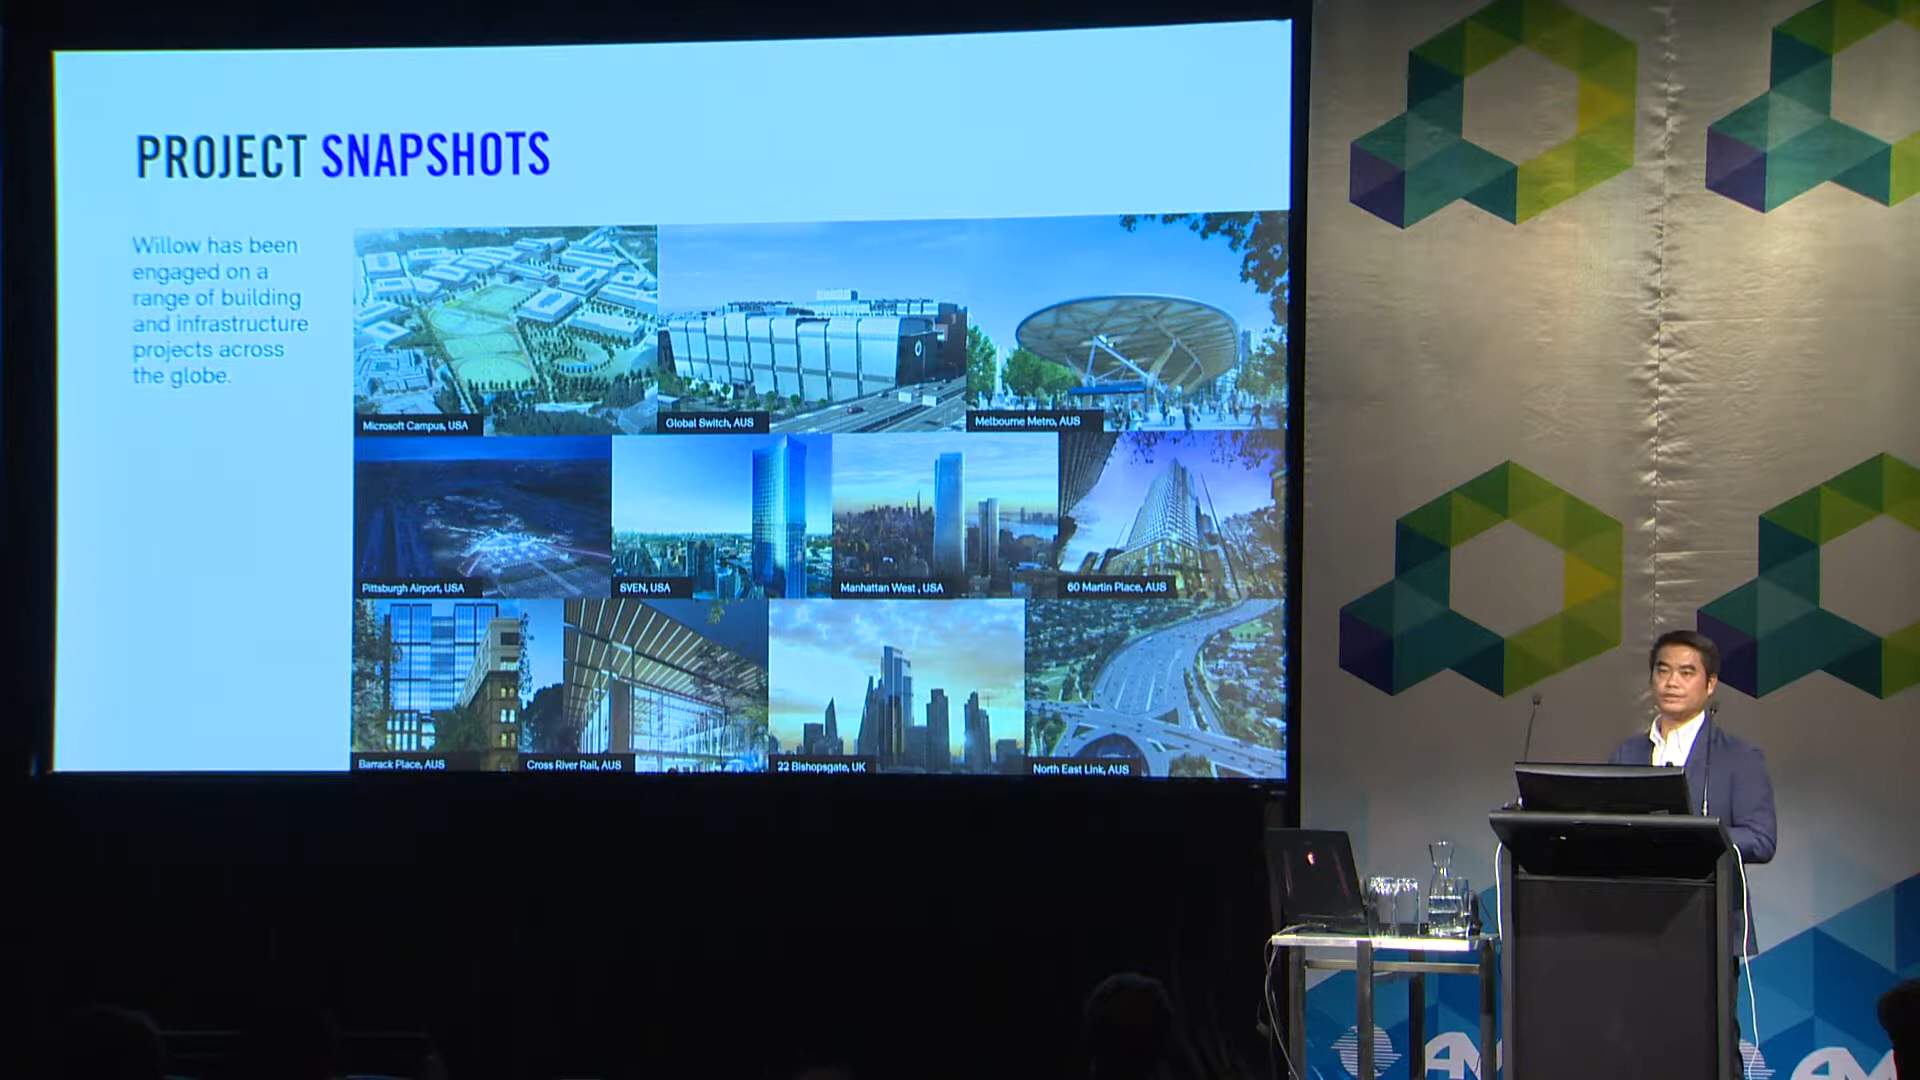 PROJECT SNAPSHOTS
Willow has been
engaged on a
range of building
and infrastructure
projects across
the globe.
Microsoft Campus, USA
Global Switch, AUS
Melbourne Metro, AUS
Pittsburgh Airport, USA
SVEN, USA
Manhattan West , USA
60 Martin Place, AUS
Barrack Place, AUS
Cross River Rail, AUS
22 Bishopsgate, UK
North East Link, AUS